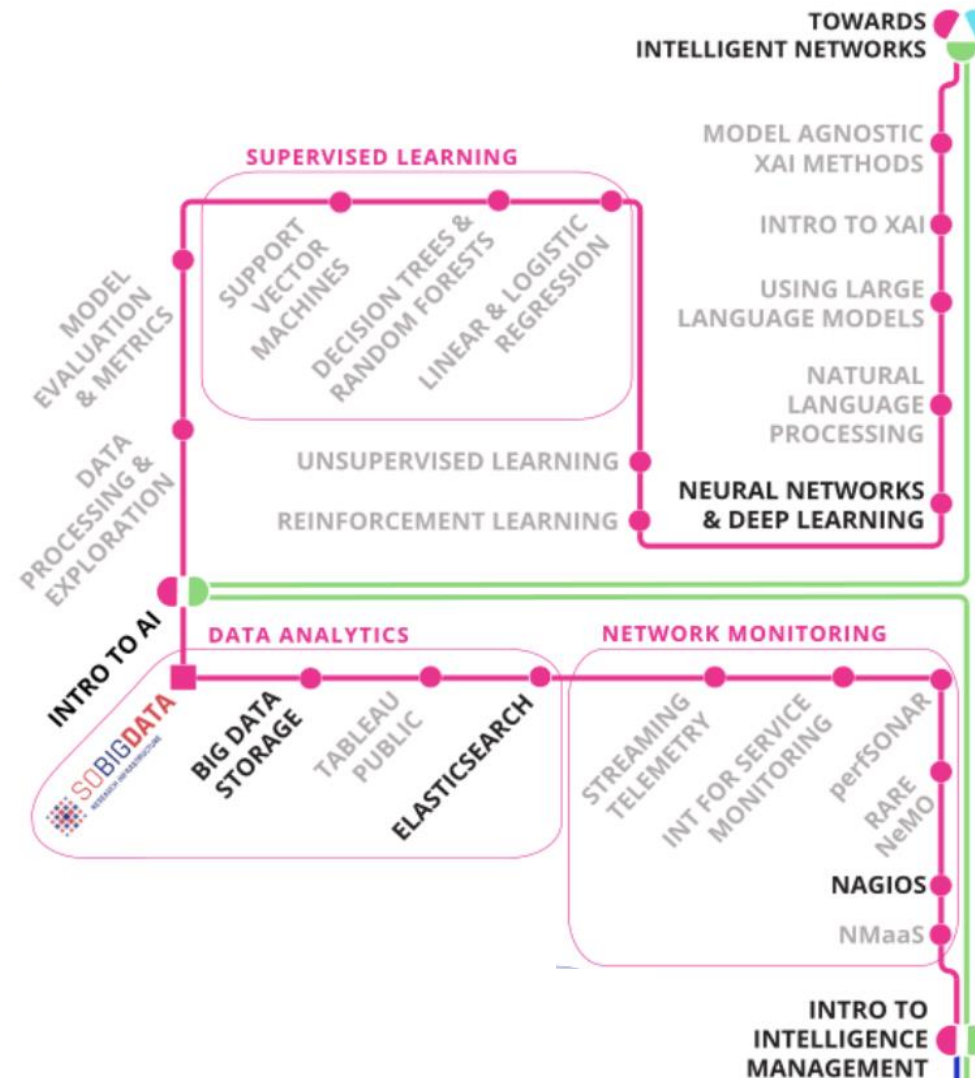 TOWARDS
INTELLIGENT NETWORKS
MODEL AGNOSTIC
XAI METHODS
INTRO TO XAI
USING LARGE
LANGUAGE MODELS
NATURAL
LANGUAGE
PROCESSING
NEURAL NETWORKS
& DEEP LEARNING
SUPERVISED LEARNING
SUPPORT
VECTOR
MACHINES
DECISION TREES &
RANDOM FORESTS
LINEAR & LOGISTIC
REGRESSION
MODEL
EVALUATION
& METRICS
UNSUPERVISED LEARNING
REINFORCEMENT LEARNING
DATA
PROCESSING &
EXPLORATION
INTRO TO AI
DATA ANALYTICS
SOBIGDATA
RESEARCH INFRASTRUCTURE
BIG DATA
STORAGE
TABLEAU
PUBLIC
ELASTICSEARCH
NETWORK MONITORING
STREAMING
TELEMETRY
INT FOR SERVICE
MONITORING
perfSONAR
RARE
NeMO
NAGIOS
NMaaS
INTRO TO
INTELLIGENCE
MANAGEMENT